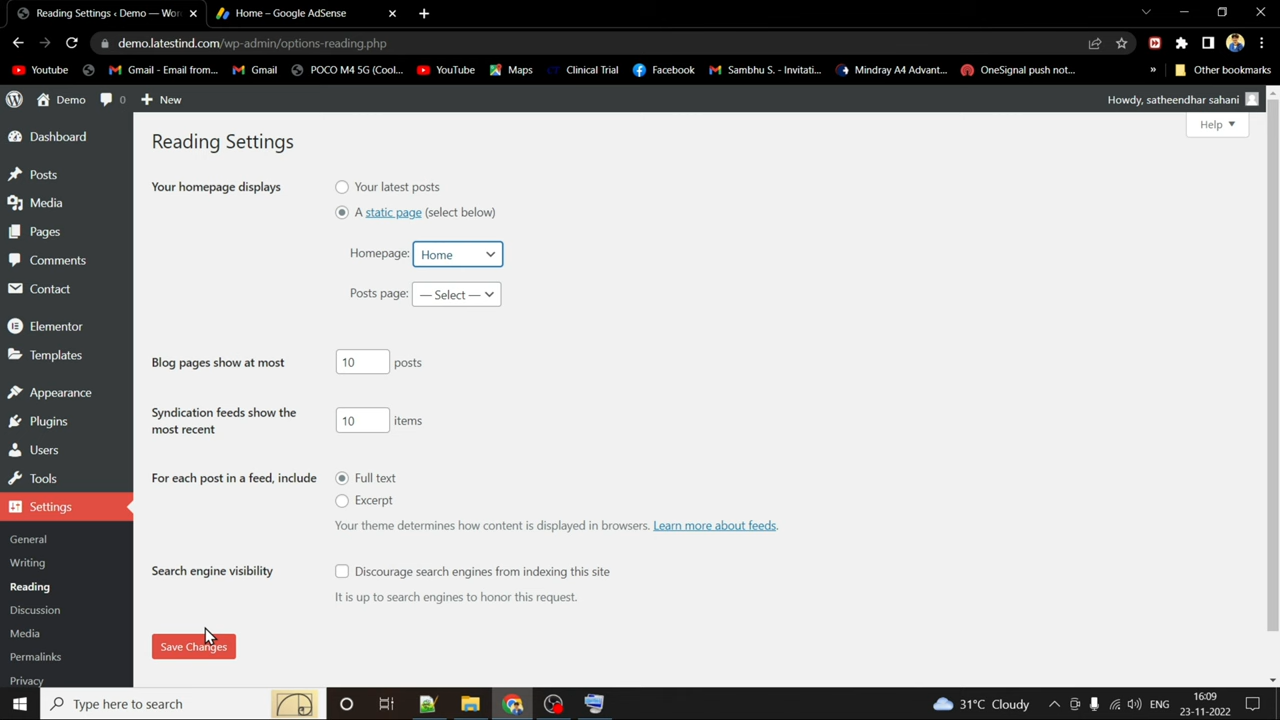 Reading Settings ‹ Demo — Wor
Home – Google AdSense
demo.latestind.com/wp-admin/options-reading.php
Youtube
Gmail - Email from...
Gmail
POCO M4 5G (Cool...
YouTube
Maps
Clinical Trial
Facebook
Sambhu S. - Invitati...
Mindray A4 Advant...
OneSignal push not...
»
Other bookmarks
Demo
0
New
Howdy, satheendhar sahani
Help
Dashboard
Posts
Media
Pages
Comments
Contact
Elementor
Templates
Appearance
Plugins
Users
Tools
Settings
General
Writing
Reading
Discussion
Media
Permalinks
Privacy
Reading Settings
Your homepage displays
Your latest posts
A static page (select below)
Homepage: Home
Posts page: — Select —
Blog pages show at most 10 posts
Syndication feeds show the
most recent
10 items
For each post in a feed, include
Full text
Excerpt
Your theme determines how content is displayed in browsers. Learn more about feeds.
Search engine visibility
Discourage search engines from indexing this site
It is up to search engines to honor this request.
Save Changes
Type here to search
31°C Cloudy
ENG
16:09
23-11-2022